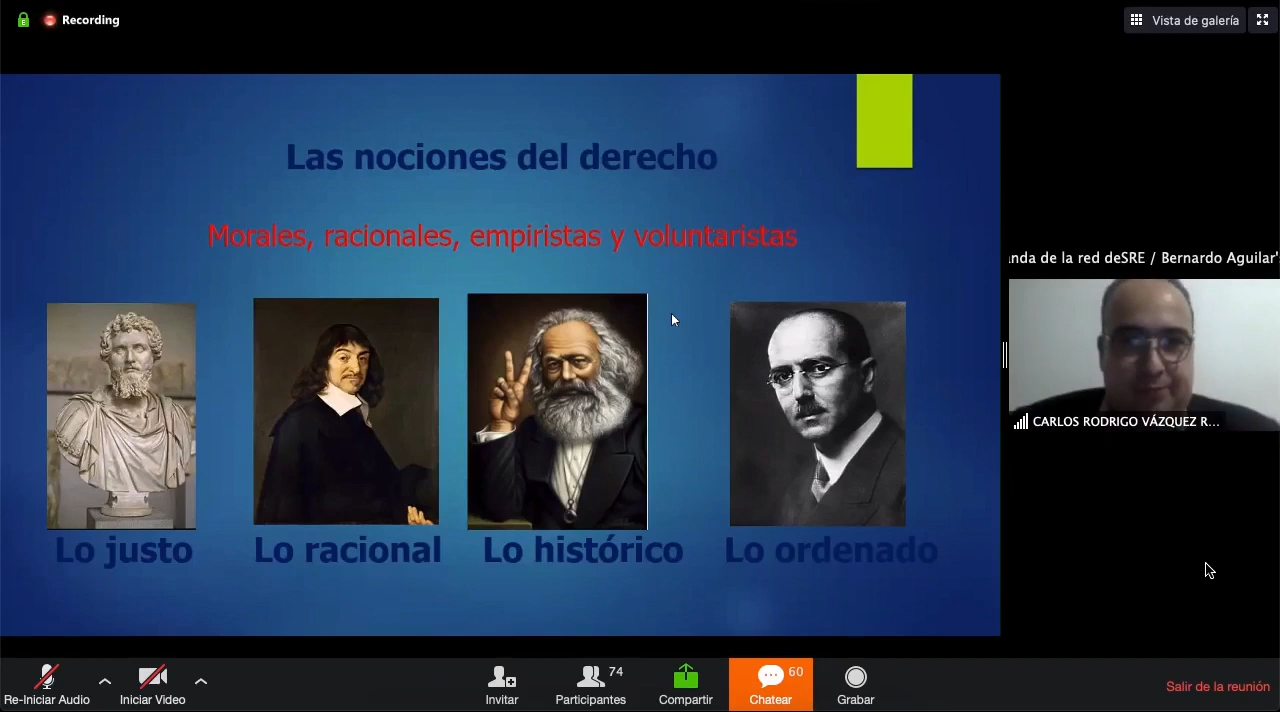 Recording
Vista de galería
Las nociones del derecho
Morales, racionales, empiristas y voluntaristas
anda de la red deSRE / Bernardo Aguilar'
CARLOS RODRIGO VÁZQUEZ R...
Lo justo
Lo racional
Lo histórico
Lo ordenado
Re-Iniciar Audio
Iniciar Video
Invitar
74
Participantes
Compartir
60
Chatear
Grabar
Salir de la reunión